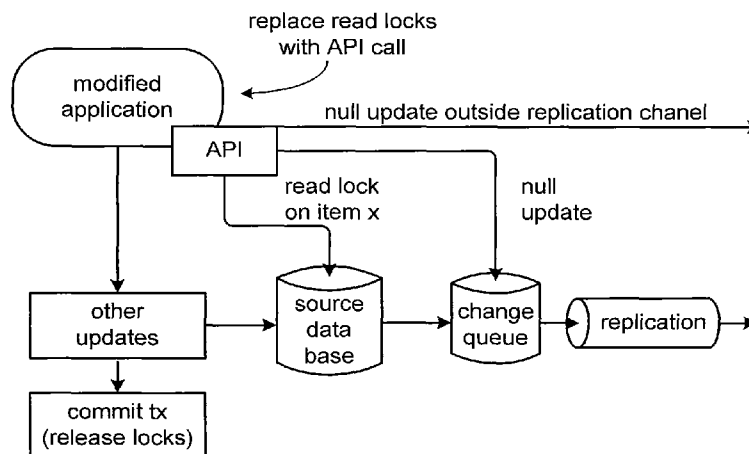 replace read locks
with API call
modified
application
null update outside replication chanel
API
read lock
on item x
null
update
other
updates
source
data
base
change
queue
replication
commit tx
(release locks)